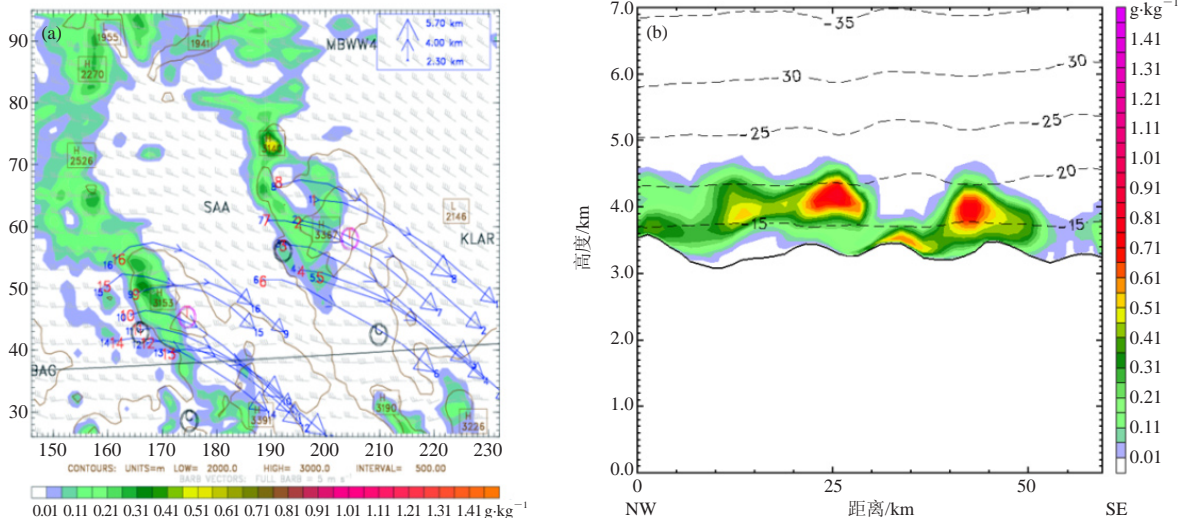 (a)
5.70 km
4.00 km
2.30 km
MBWW4
1955
L
1941
H
2270
H
2526
SAA
L
2146
KLAR
3362
3153
BAG
H
3391
H
3190
H
3226
90
80
70
60
50
40
30
150 160 170 180 190 200 210 220 230
CONTOURS: UNITS=m LOW= 2000.0 HIGH= 3000.0 INTERVAL= 500.00
BARB VECTORS: FULL BARB = 5 m s⁻¹
0.01 0.11 0.21 0.31 0.41 0.51 0.61 0.71 0.81 0.91 1.01 1.11 1.21 1.31 1.41 g·kg⁻¹
(b)
高度/km
7.0
6.0
5.0
4.0
3.0
2.0
1.0
0.0
-35
-30
-30
-25
-25
-20
-15
-15
0 25 50
NW 距离/km SE
g·kg⁻¹
1.41
1.31
1.21
1.11
1.01
0.91
0.81
0.71
0.61
0.51
0.41
0.31
0.21
0.11
0.01